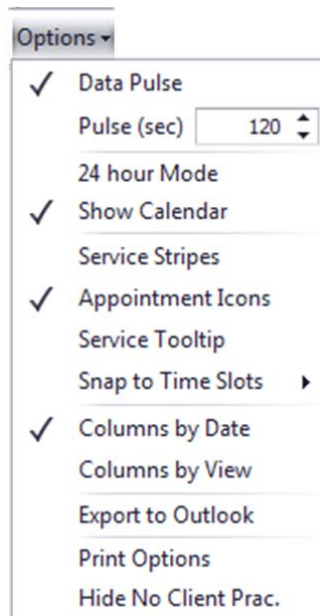 Options
Data Pulse
Pulse (sec) 120
24 hour Mode
Show Calendar
Service Stripes
Appointment Icons
Service Tooltip
Snap to Time Slots
Columns by Date
Columns by View
Export to Outlook
Print Options
Hide No Client Prac.